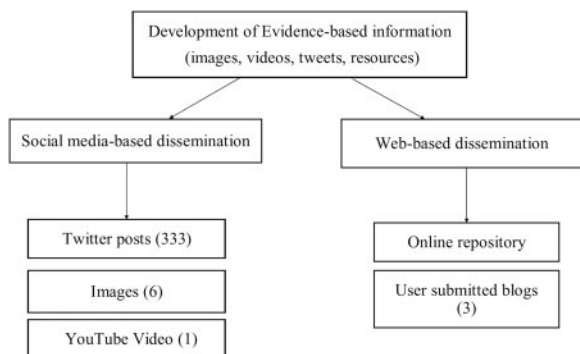 Development of Evidence-based information
(images, videos, tweets, resources)
Social media-based dissemination
Web-based dissemination
Twitter posts (333)
Images (6)
YouTube Video (1)
Online repository
User submitted blogs
(3)